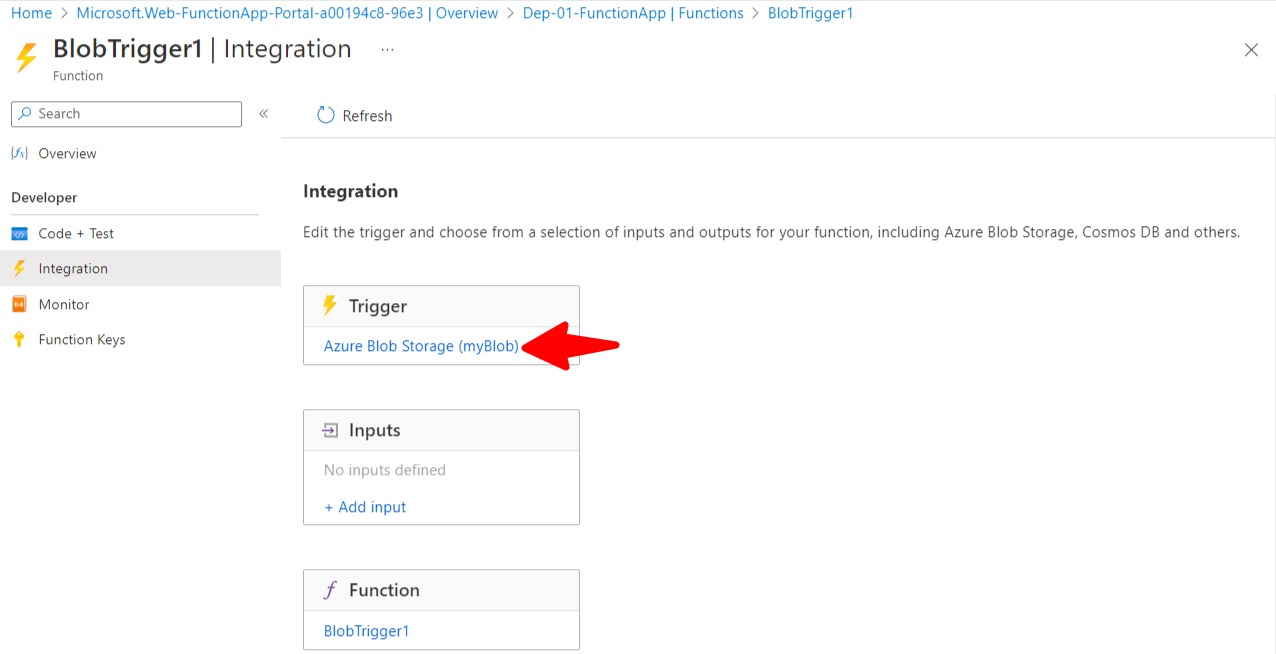 Home > Microsoft.Web-FunctionApp-Portal-a00194c8-96e3 | Overview > Dep-01-FunctionApp | Functions > BlobTrigger1
BlobTrigger1 | Integration ...
Function
Search «
Refresh
Overview
Developer
Code + Test
Integration
Monitor
Function Keys
Integration
Edit the trigger and choose from a selection of inputs and outputs for your function, including Azure Blob Storage, Cosmos DB and others.
Trigger
Azure Blob Storage (myBlob)
Inputs
No inputs defined
+ Add input
Function
BlobTrigger1